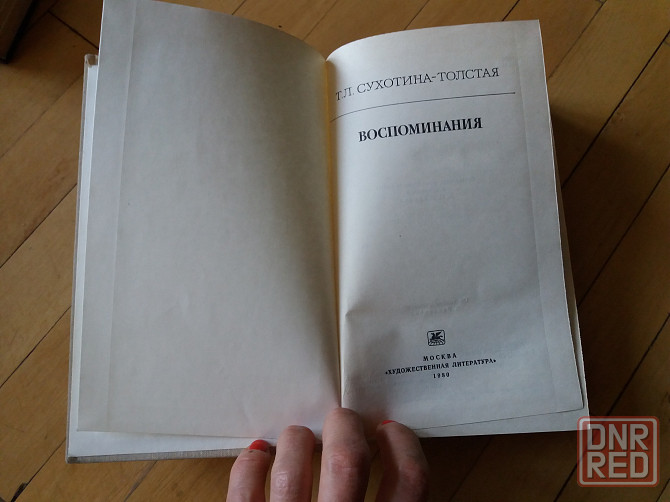 Т.Л. СУХОТИНА-ТОЛСТАЯ
ВОСПОМИНАНИЯ
МОСКВА
«ХУДОЖЕСТВЕННАЯ ЛИТЕРАТУРА»
1980
DNR
RED